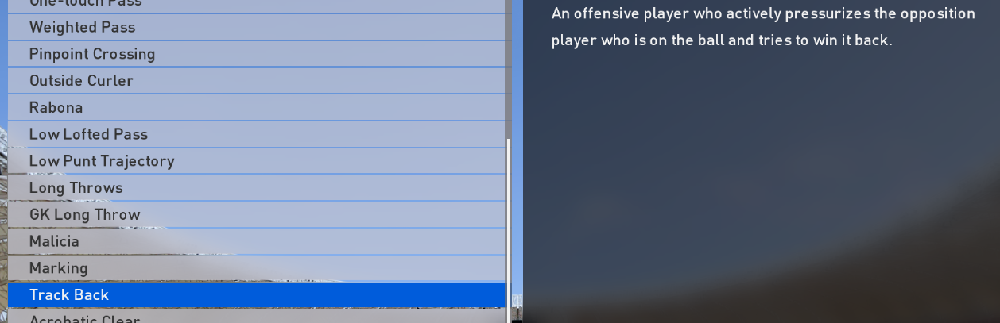 One-touch Pass
Weighted Pass
Pinpoint Crossing
Outside Curler
Rabona
Low Lofted Pass
Low Punt Trajectory
Long Throws
GK Long Throw
Malicia
Marking
Track Back
Acrobatic Clear
An offensive player who actively pressurizes the opposition
player who is on the ball and tries to win it back.